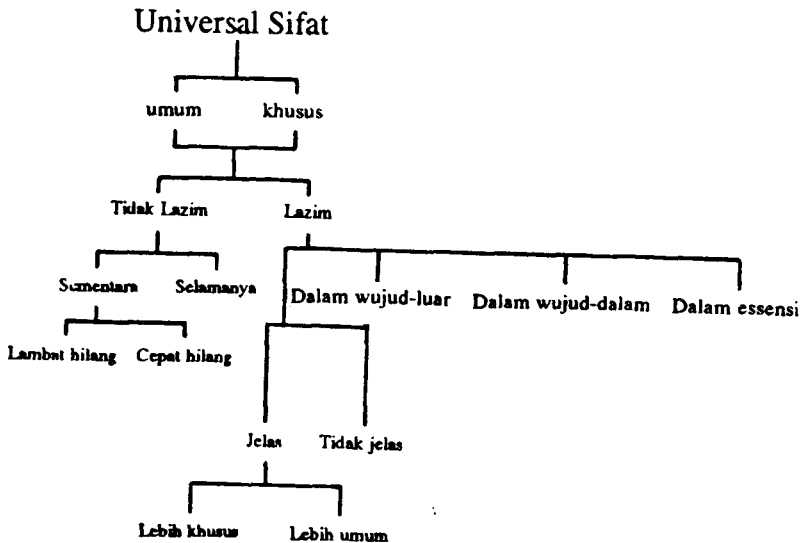 Universal Sifat
umum khusus
Tidak Lazim Lazim
Sementara Selamanya Dalam wujud-luar Dalam wujud-dalam Dalam essensi
Lambat hilang Cepat hilang
Jelas Tidak jelas
Lebih khusus Lebih umum